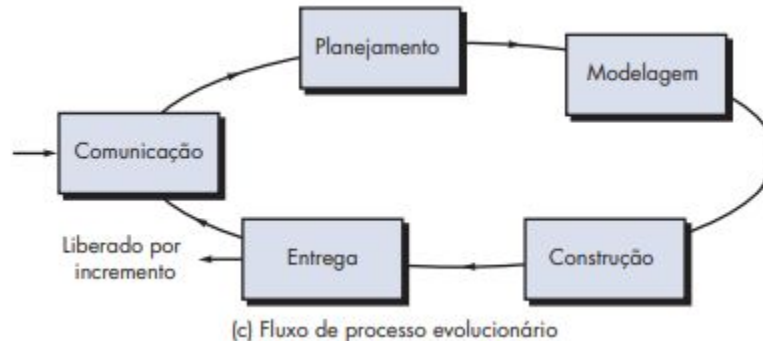 Planejamento
Modelagem
Comunicação
Liberado por
incremento
Entrega
Construção
(c) Fluxo de processo evolucionário